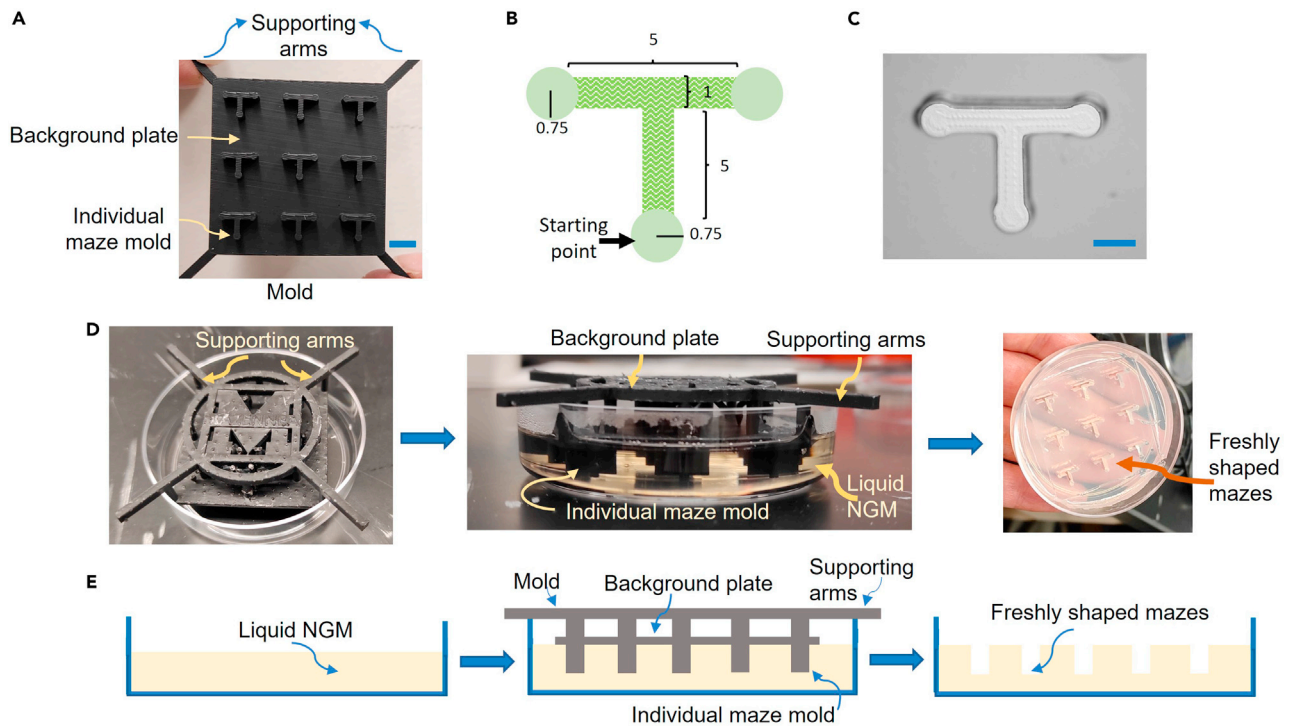 A
Supporting
arms
Background plate
Individual
maze mold
Mold
B
5
1
0.75
5
Starting
point
0.75
C
D
Supporting arms
Background plate
Supporting arms
Individual maze mold
Liquid
NGM
Freshly
shaped
mazes
E
Liquid NGM
Mold
Background plate
Supporting
arms
Individual maze mold
Freshly shaped mazes